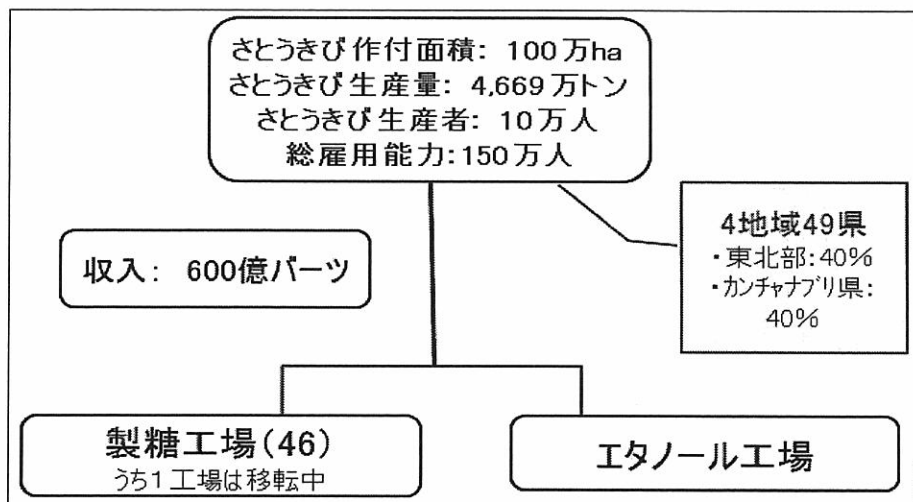 さとうきび作付面積: 100万ha
さとうきび生産量: 4,669万トン
さとうきび生産者: 10万人
総雇用能力:150万人
4地域49県
・東北部:40%
・カンチャナブリ県:
40%
収入: 600億バーツ
製糖工場(46)
うち1工場は移転中
エタノール工場